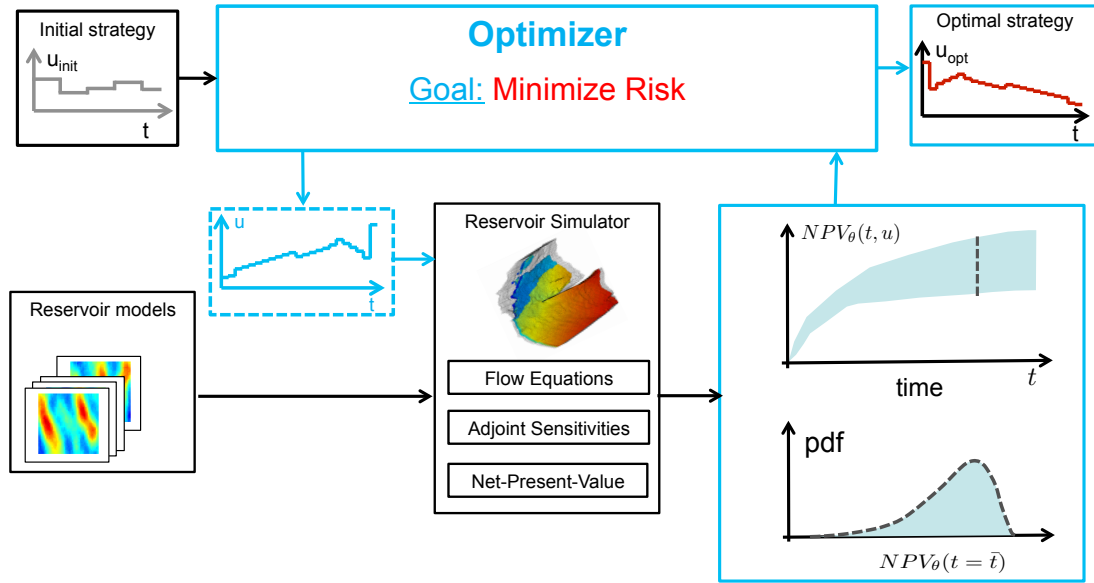 Initial strategy
u_init
t
Optimizer
Goal: Minimize Risk
Optimal strategy
u_opt
t
u
t
Reservoir models
Reservoir Simulator
Flow Equations
Adjoint Sensitivities
Net-Present-Value
NPV_θ(t, u)
time
t
pdf
NPV_θ(t = t̄)